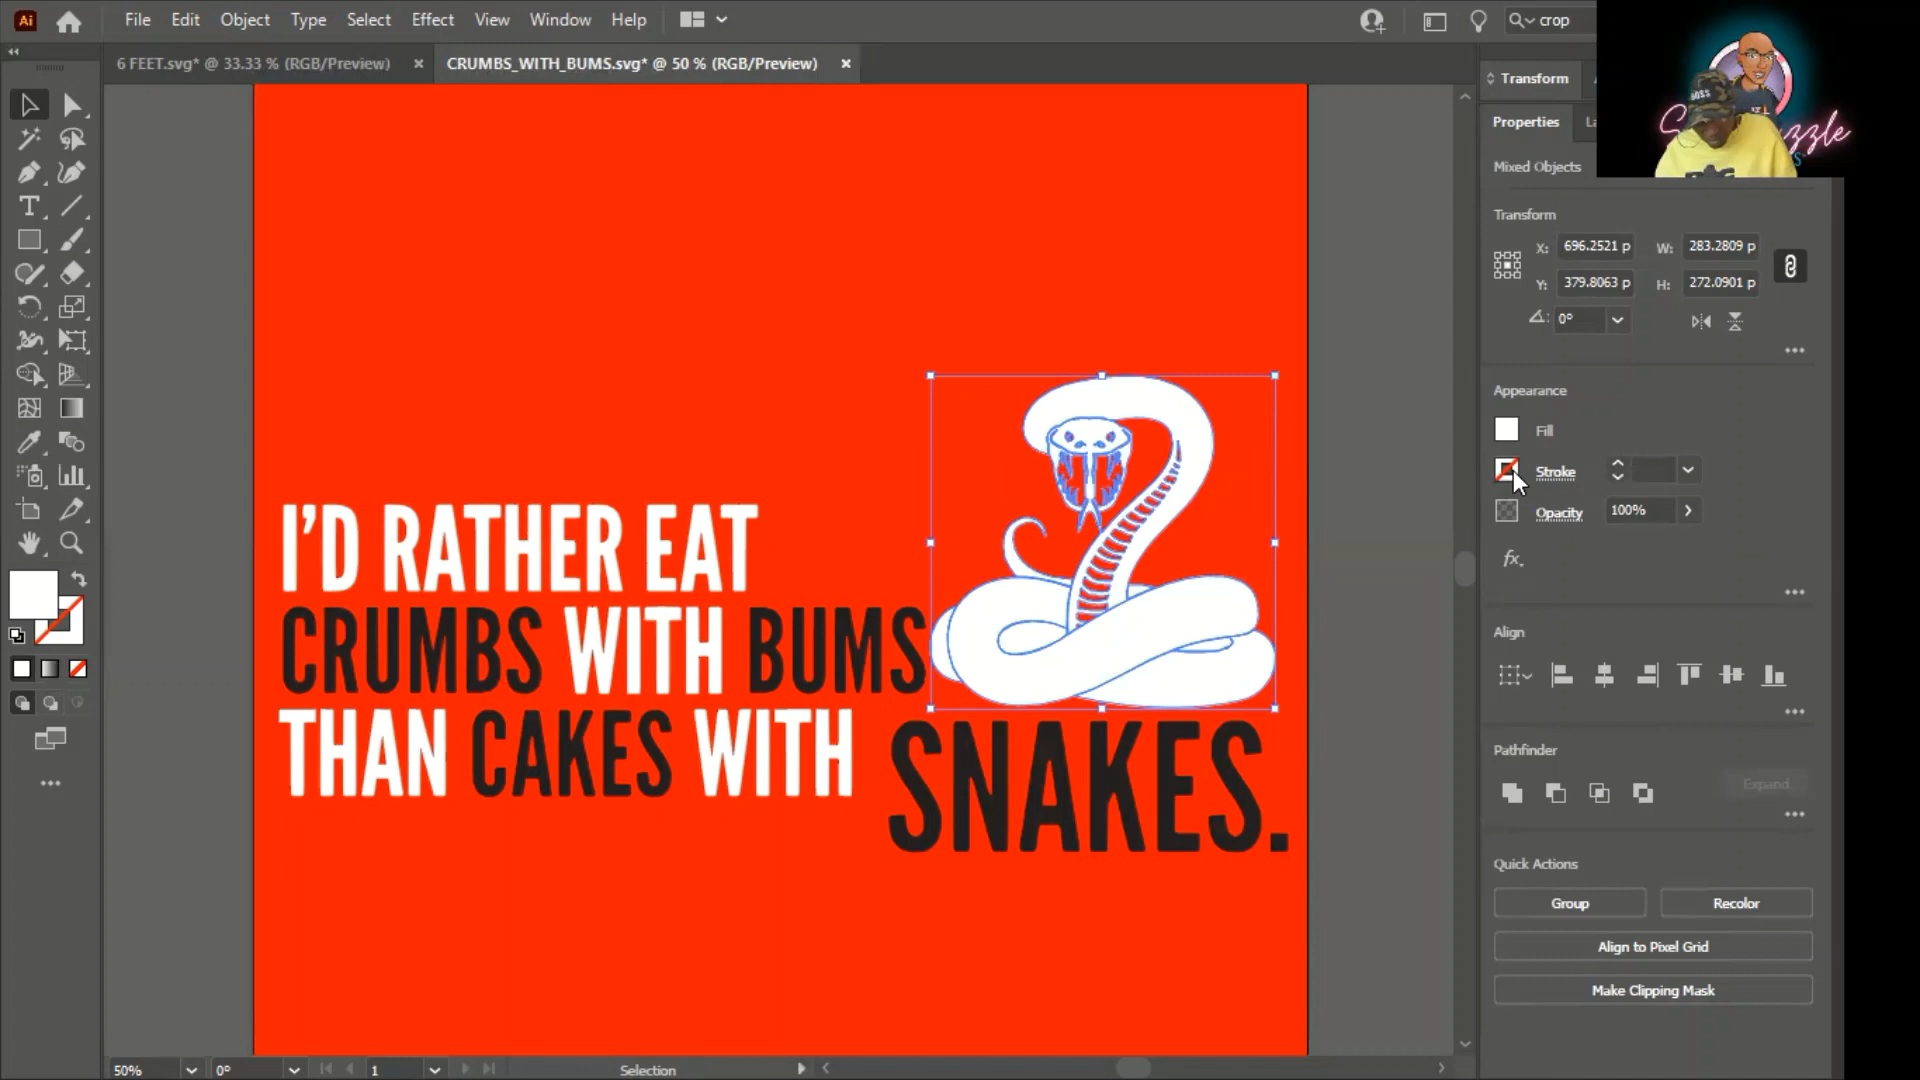 Ai File Edit Object Type Select Effect View Window Help crop
6 FEET.svg* @ 33.33 % (RGB/Preview) × CRUMBS_WITH_BUMS.svg* @ 50 % (RGB/Preview) ×
Transform
Properties La
Mixed Objects
Transform
X: 696.2521 p W: 283.2809 p
Y: 379.8063 p H: 272.0901 p
0°
Appearance
Fill
Stroke
Opacity 100%
fx.
Align
Pathfinder
Expand
Quick Actions
Group Recolor
Align to Pixel Grid
Make Clipping Mask
I'D RATHER EAT
CRUMBS WITH BUMS
THAN CAKES WITH
SNAKES.
50% 0° 1 Selection